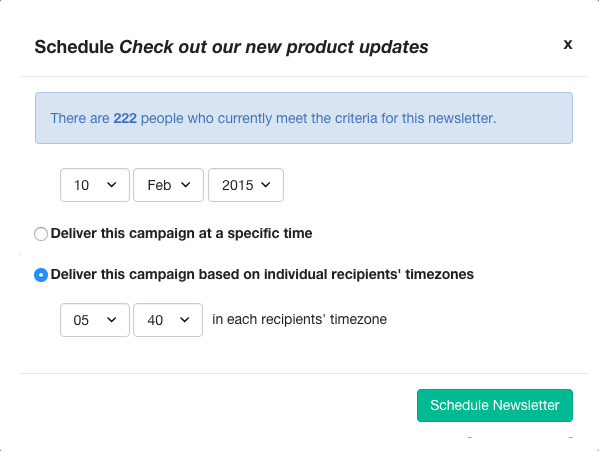 Schedule Check out our new product updates
x
There are 222 people who currently meet the criteria for this newsletter.
10 Feb 2015
Deliver this campaign at a specific time
Deliver this campaign based on individual recipients' timezones
05 40 in each recipients' timezone
Schedule Newsletter